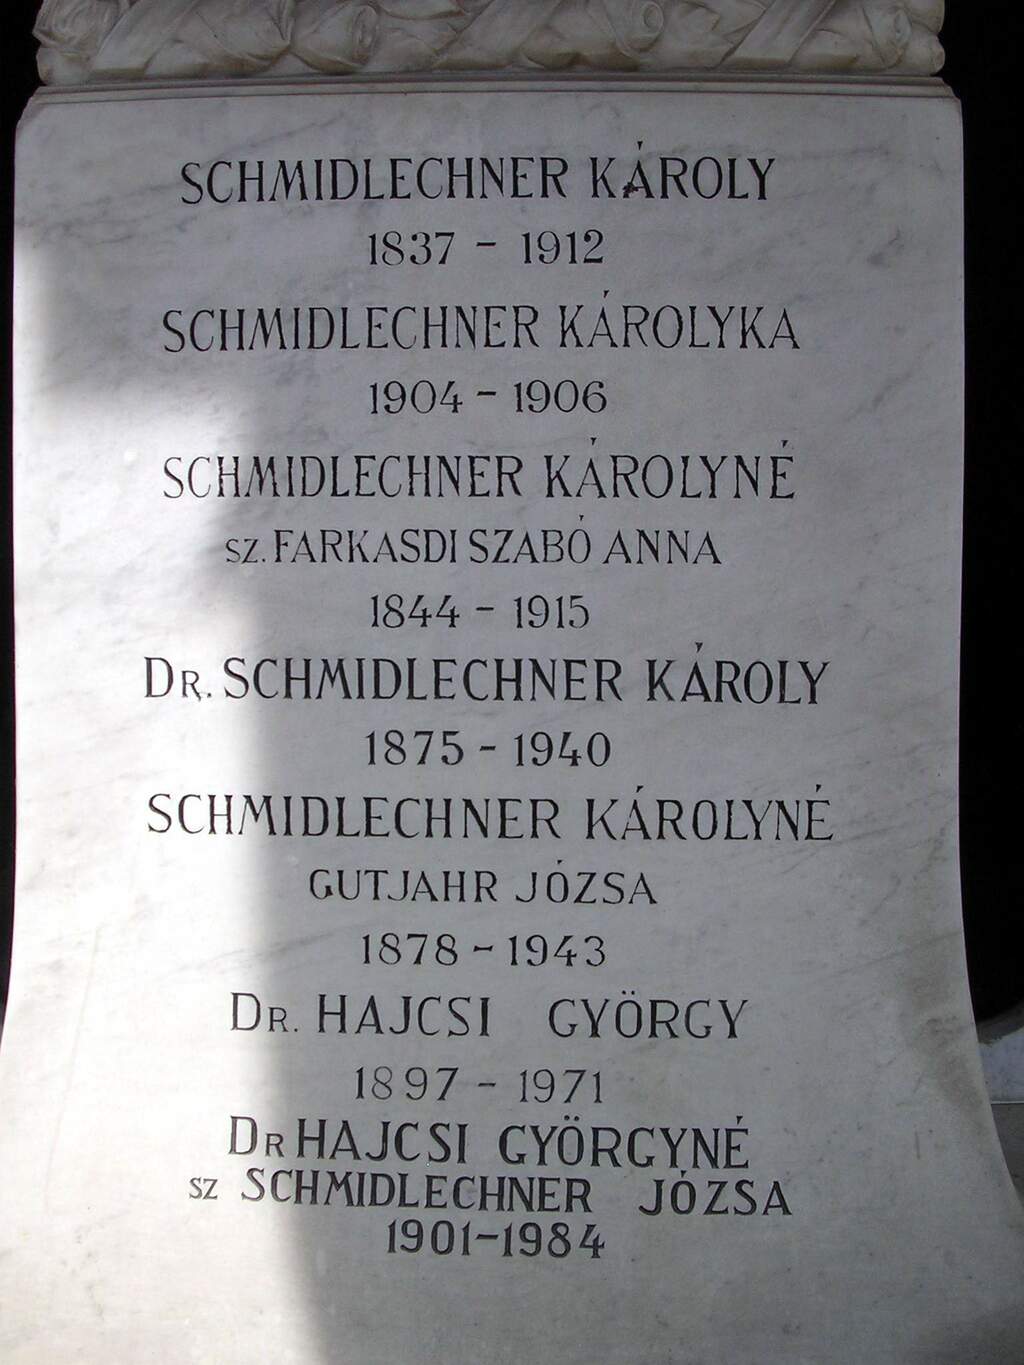 SCHMIDLECHNER KÁROLY
1837 - 1912
SCHMIDLECHNER KÁROLYKA
1904 - 1906
SCHMIDLECHNER KÁROLYNÉ
SZ. FARKASDI SZABÓ ANNA
1844 - 1915
DR. SCHMIDLECHNER KÁROLY
1875 - 1940
SCHMIDLECHNER KÁROLYNÉ
GUTJAHR JÓZSA
1878 - 1943
DR. HAJCSI GYÖRGY
1897 - 1971
DR HAJCSI GYÖRGYNÉ
SZ SCHMIDLECHNER JÓZSA
1901-1984